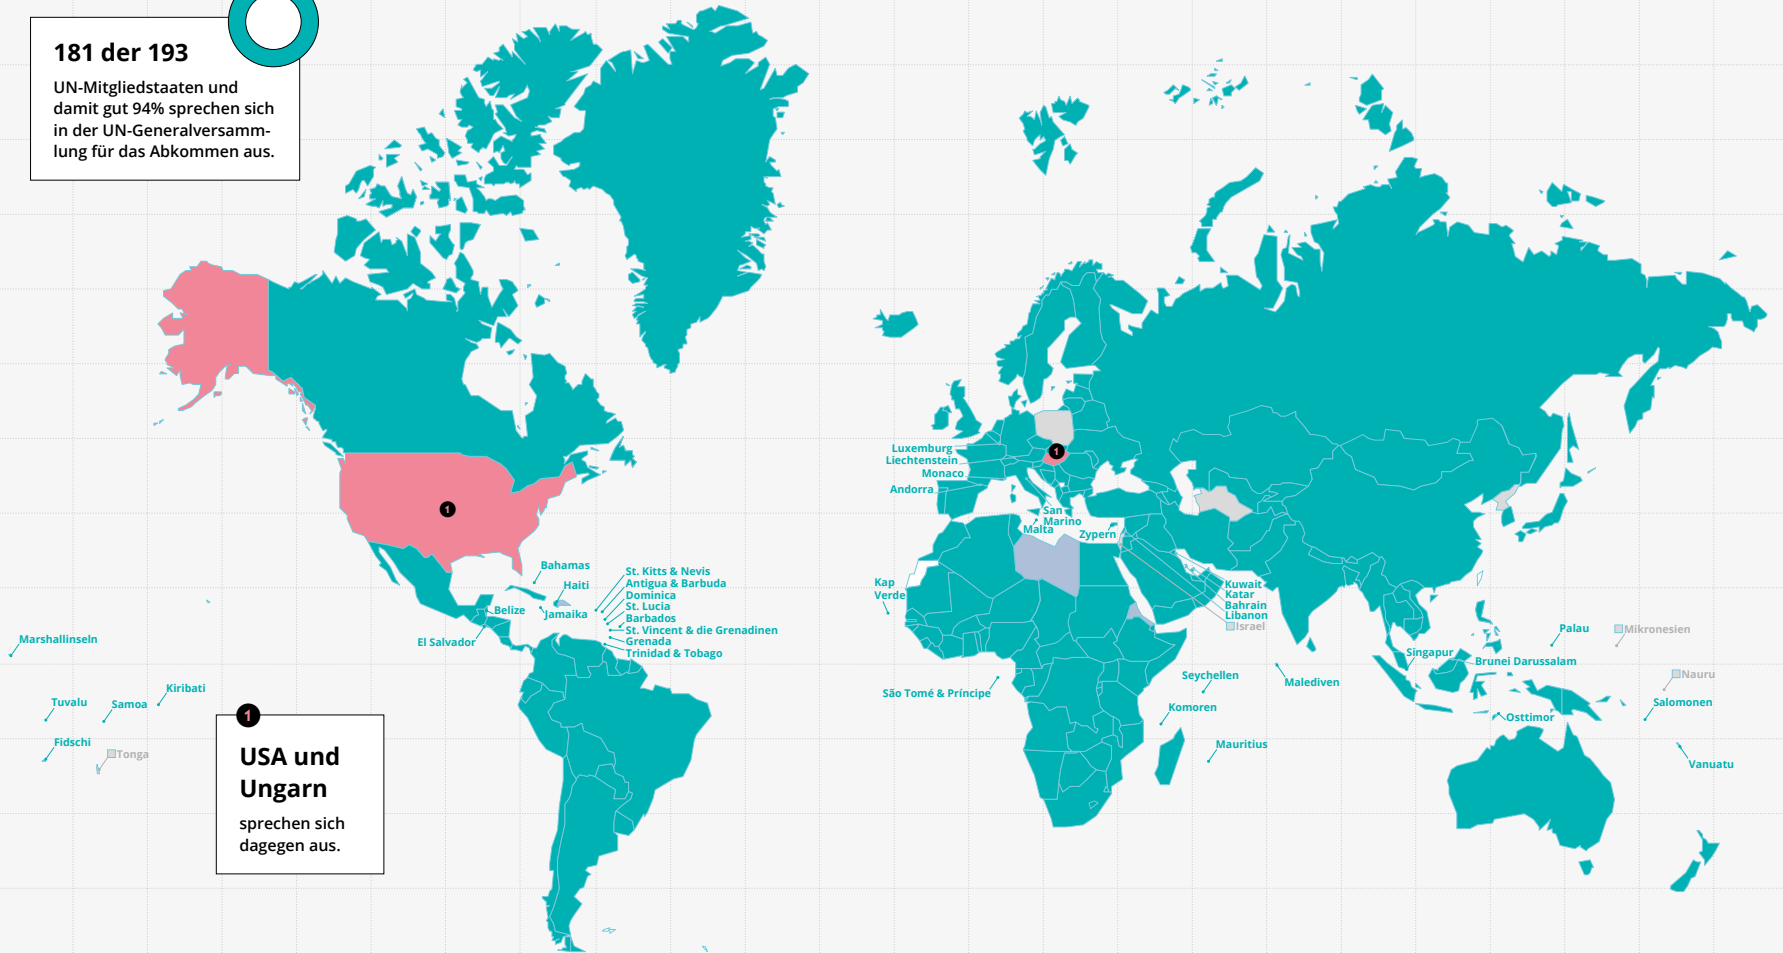 181 der 193
UN-Mitgliedstaaten und
damit gut 94% sprechen sich
in der UN-Generalversamm-
lung für das Abkommen aus.
Luxemburg
Liechtenstein
Monaco
Andorra
San
Marino
Malta
Zypern
1
1
Bahamas
Haiti
Jamaika
Belize
El Salvador
St. Kitts & Nevis
Antigua & Barbuda
Dominica
St. Lucia
Barbados
St. Vincent & die Grenadinen
Grenada
Trinidad & Tobago
Kap
Verde
São Tomé & Príncipe
Kuwait
Katar
Bahrain
Libanon
Israel
Seychellen
Komoren
Mauritius
Malediven
Singapur
Brunei Darussalam
Palau
Mikronesien
Nauru
Salomonen
Osttimor
Vanuatu
Marshallinseln
Kiribati
Tuvalu
Samoa
Fidschi
Tonga
1
USA und
Ungarn
sprechen sich
dagegen aus.